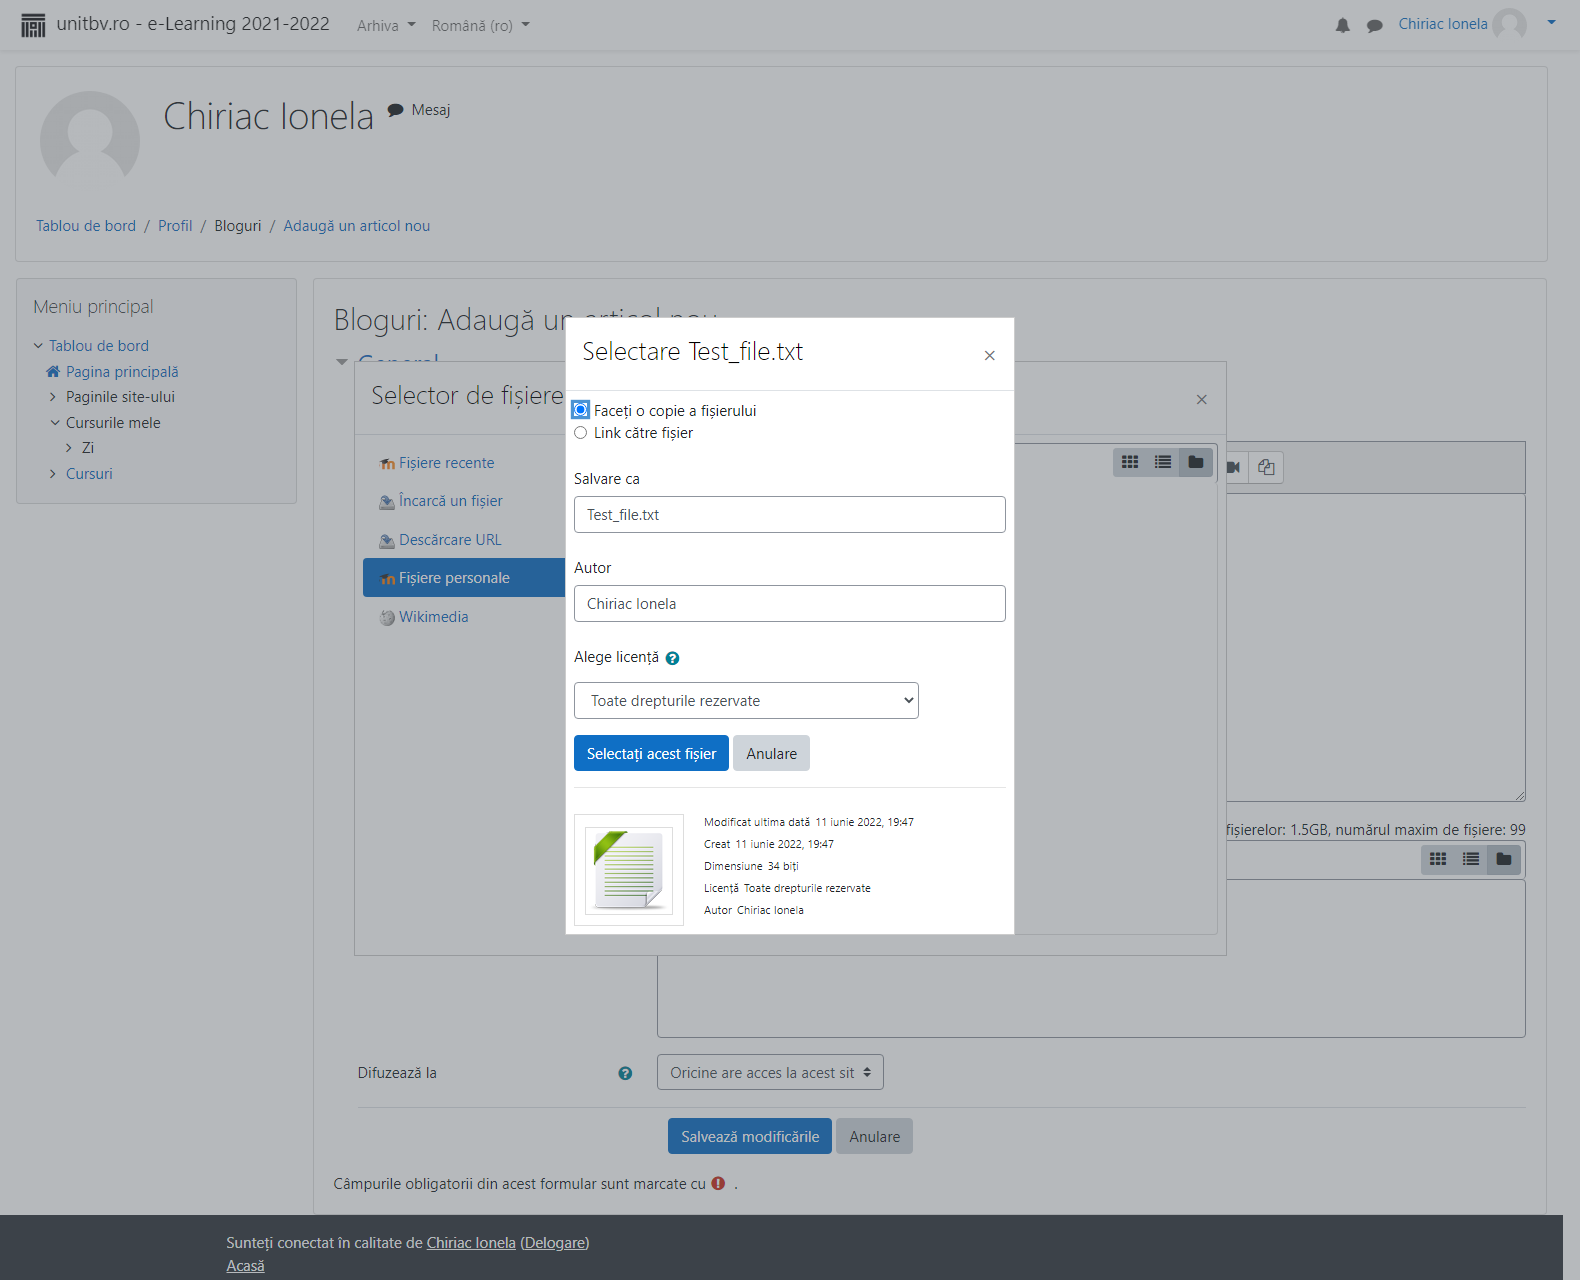 unitbv.ro - e-Learning 2021-2022 Arhiva Română (ro) Chiriac Ionela
Chiriac Ionela Mesaj
Tablou de bord / Profil / Bloguri / Adaugă un articol nou
Meniu principal
Tablou de bord
Pagina principală
Paginile site-ului
Cursurile mele
Zi
Cursuri
Bloguri: Adaugă un articol nou
General
Selector de fișiere
Fișiere recente
Încarcă un fișier
Descărcare URL
Fișiere personale
Wikimedia
Selectare Test_file.txt
Faceți o copie a fișierului
Link către fișier
Salvare ca
Test_file.txt
Autor
Chiriac Ionela
Alege licență
Toate drepturile rezervate
Selectați acest fișier Anulare
Modificat ultima dată 11 iunie 2022, 19:47
Creat 11 iunie 2022, 19:47
Dimensiune 34 biți
Licență Toate drepturile rezervate
Autor Chiriac Ionela
fișierelor: 1.5GB, numărul maxim de fișiere: 99
Difuzează la Oricine are acces la acest sit
Salvează modificările Anulare
Câmpurile obligatorii din acest formular sunt marcate cu .
Sunteți conectat în calitate de Chiriac Ionela (Delogare)
Acasă